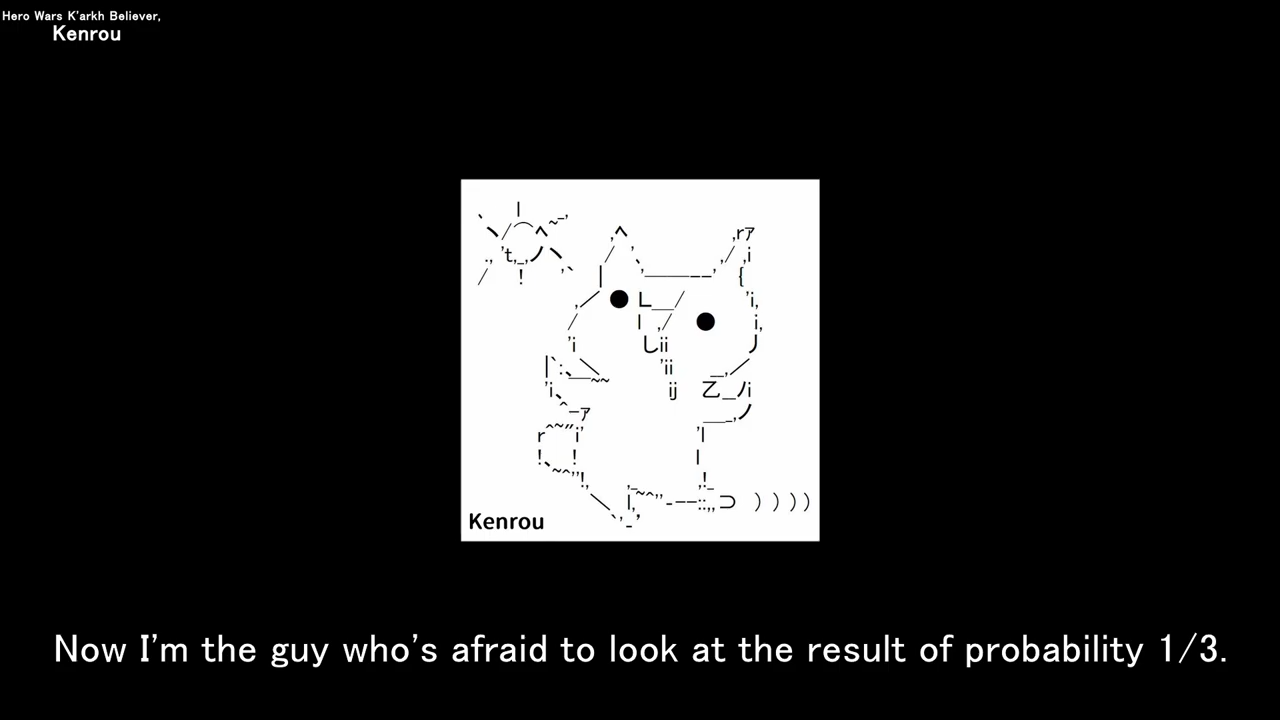 Hero Wars K'arkh Believer,
Kenrou
Kenrou
Now I'm the guy who's afraid to look at the result of probability 1/3.